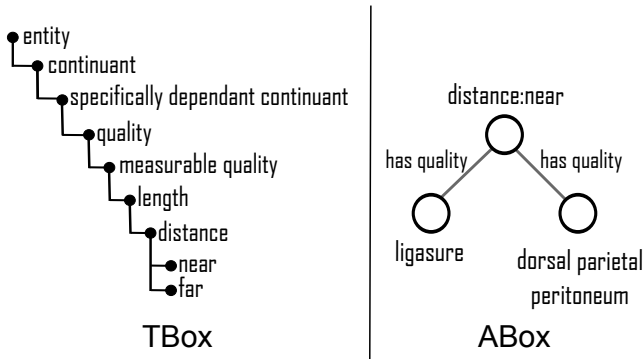 entity
continuant
specifically dependant continuant
quality
measurable quality
length
distance
near
far
TBox
distance:near
has quality has quality
ligasure
dorsal parietal
peritoneum
ABox